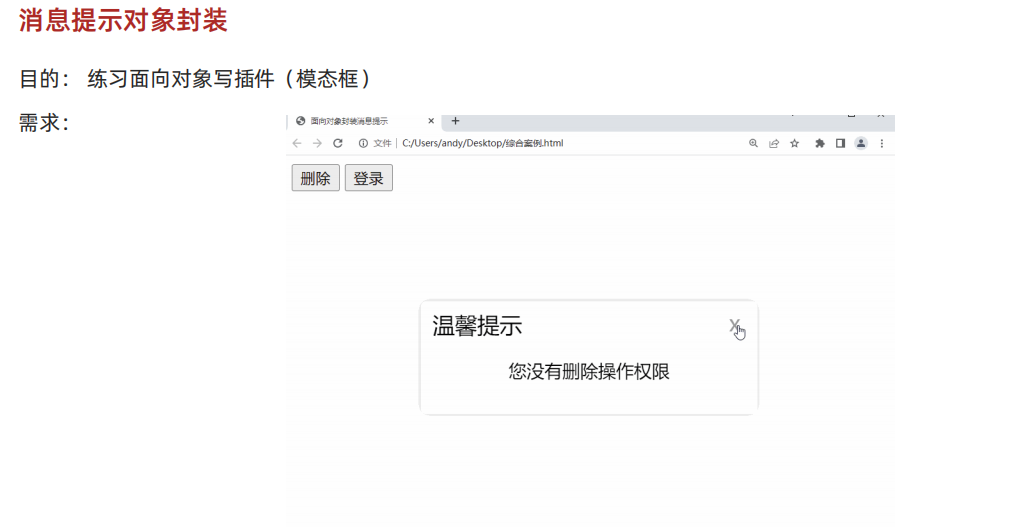 消息提示对象封装
目的： 练习面向对象写插件（模态框）
需求：
面向对象封装消息提示
文件 C:/Users/andy/Desktop/综合案例.html
删除 登录
温馨提示 X
您没有删除操作权限